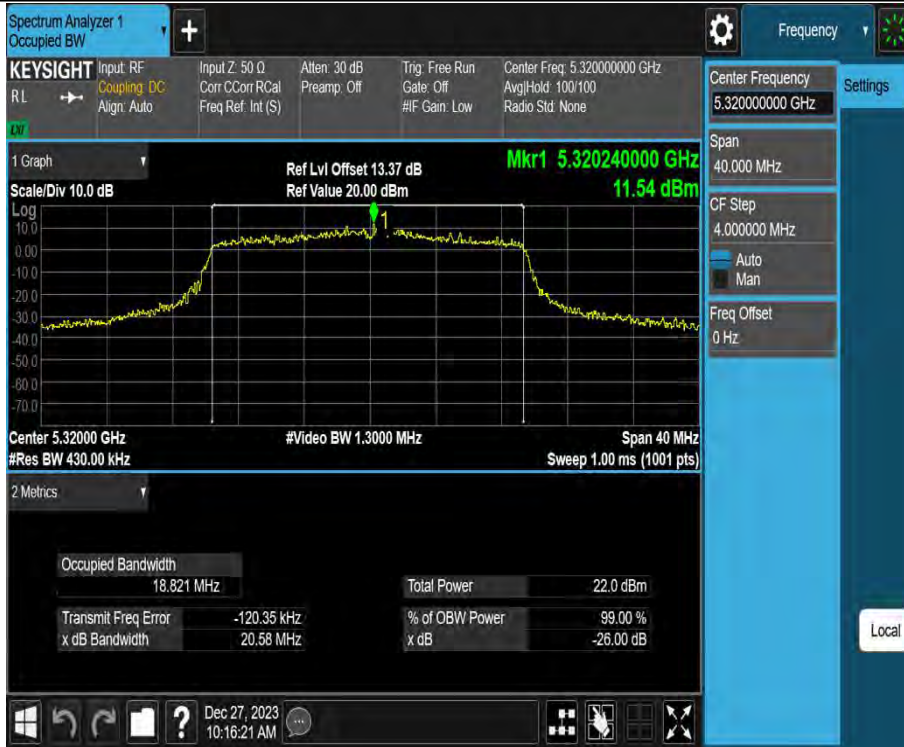 Spectrum Analyzer 1
Occupied BW
+
Frequency
KEYSIGHT
R L
Input: RF
Coupling: DC
Align: Auto
Input Z: 50 Ω
Corr CCorr RCal
Freq Ref: Int (S)
Atten: 30 dB
Preamp: Off
Trig: Free Run
Gate: Off
#IF Gain: Low
Center Freq: 5.320000000 GHz
Avg|Hold: 100/100
Radio Std: None
LXI
1 Graph
Scale/Div 10.0 dB
Ref Lvl Offset 13.37 dB
Ref Value 20.00 dBm
Mkr1 5.320240000 GHz
11.54 dBm
Log
10.0
0.00
-10.0
-20.0
-30.0
-40.0
-50.0
-60.0
-70.0
1
Center 5.32000 GHz
#Video BW 1.3000 MHz
Span 40 MHz
#Res BW 430.00 kHz
Sweep 1.00 ms (1001 pts)
2 Metrics
Occupied Bandwidth
18.821 MHz
Total Power 22.0 dBm
Transmit Freq Error -120.35 kHz
% of OBW Power 99.00 %
x dB Bandwidth 20.58 MHz
x dB -26.00 dB
Center Frequency
5.320000000 GHz
Settings
Span
40.000 MHz
CF Step
4.000000 MHz
Auto
Man
Freq Offset
0 Hz
Local
?
Dec 27, 2023
10:16:21 AM